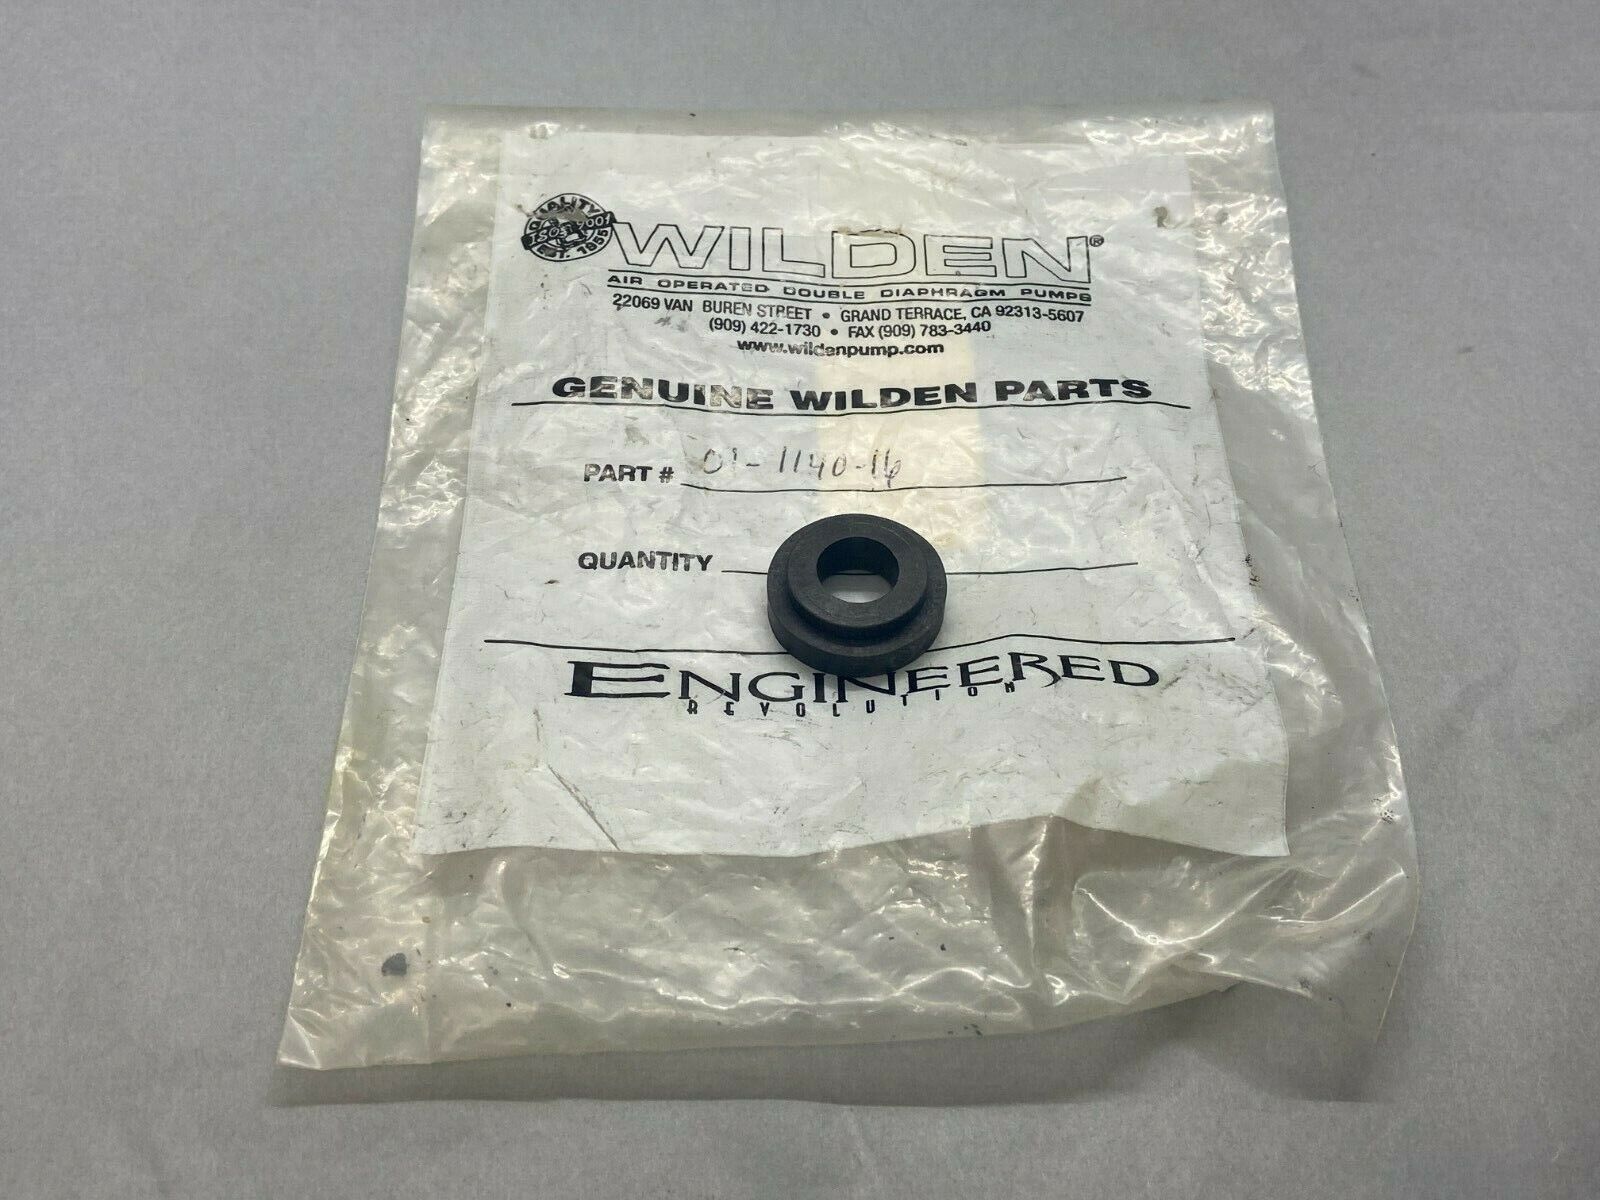 QUALITY
ISO 9001
EST. 1955
WILDEN®
AIR OPERATED DOUBLE DIAPHRAGM PUMPS
22069 VAN BUREN STREET • GRAND TERRACE, CA 92313-5607
(909) 422-1730 • FAX (909) 783-3440
www.wildenpump.com
GENUINE WILDEN PARTS
PART # 01-1140-16
QUANTITY
ENGINEERED
REVOLUTION